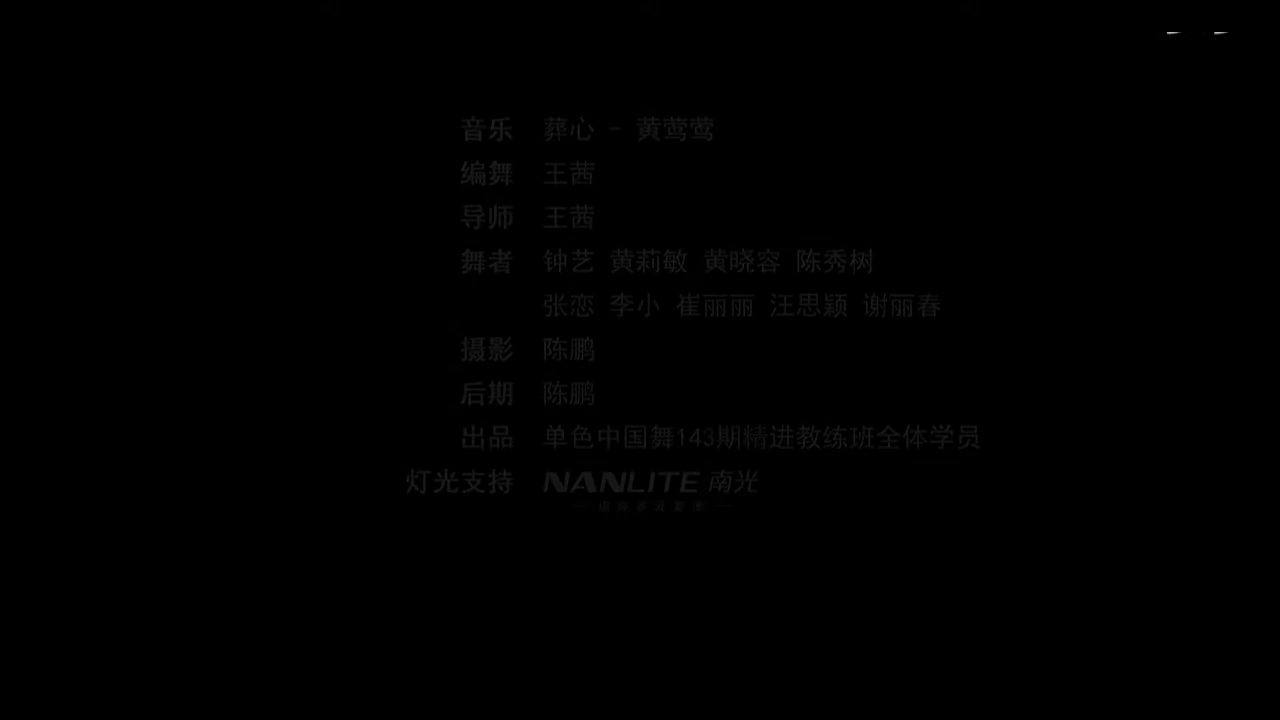 音乐 葬心 - 黄莺莺
编舞 王茜
导师 王茜
舞者 钟艺 黄莉敏 黄晓容 陈秀树
张恋 李小 崔丽丽 汪思颖 谢丽春
摄影 陈鹏
后期 陈鹏
出品 单色中国舞143期精进教练班全体学员
灯光支持 NANLITE 南光